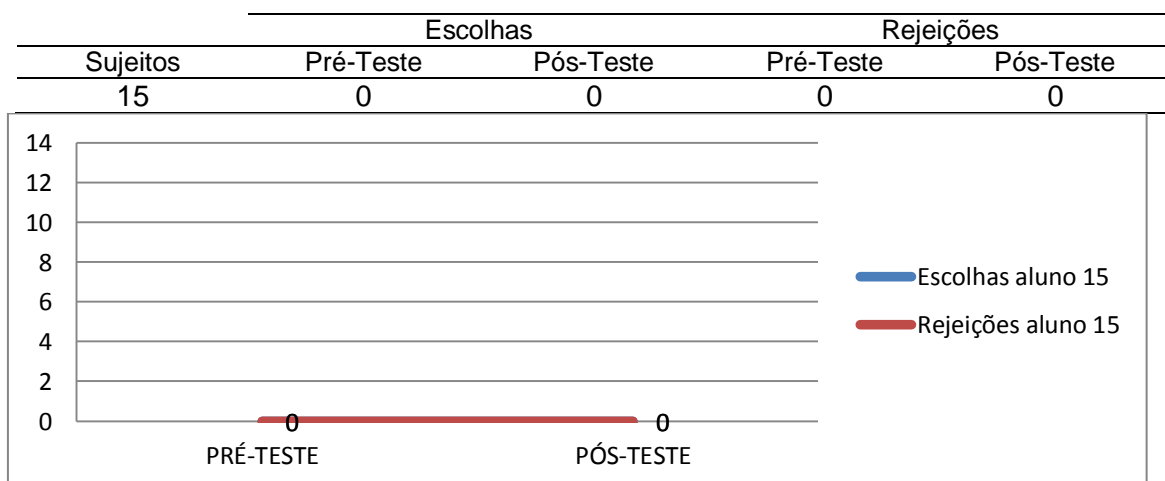 Escolhas Rejeições
Sujeitos Pré-Teste Pós-Teste Pré-Teste Pós-Teste
15 0 0 0 0
14
12
10
8
6
4
2
0
0 0
PRÉ-TESTE PÓS-TESTE
Escolhas aluno 15
Rejeições aluno 15